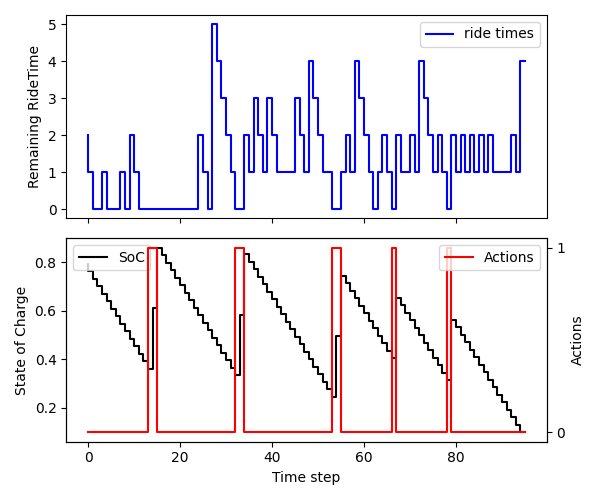 5
4
3
2
1
0
Remaining RideTime
ride times
0.8
0.6
0.4
0.2
State of Charge
SoC
Actions
1
0
Actions
0 20 40 60 80
Time step